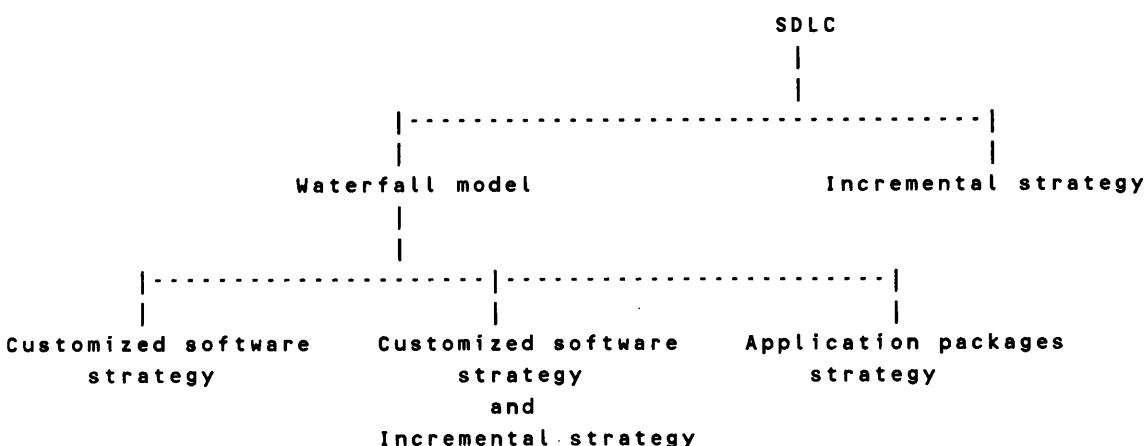 SDLC
Waterfall model Incremental strategy
Customized software Customized software Application packages
strategy strategy strategy
and
Incremental strategy